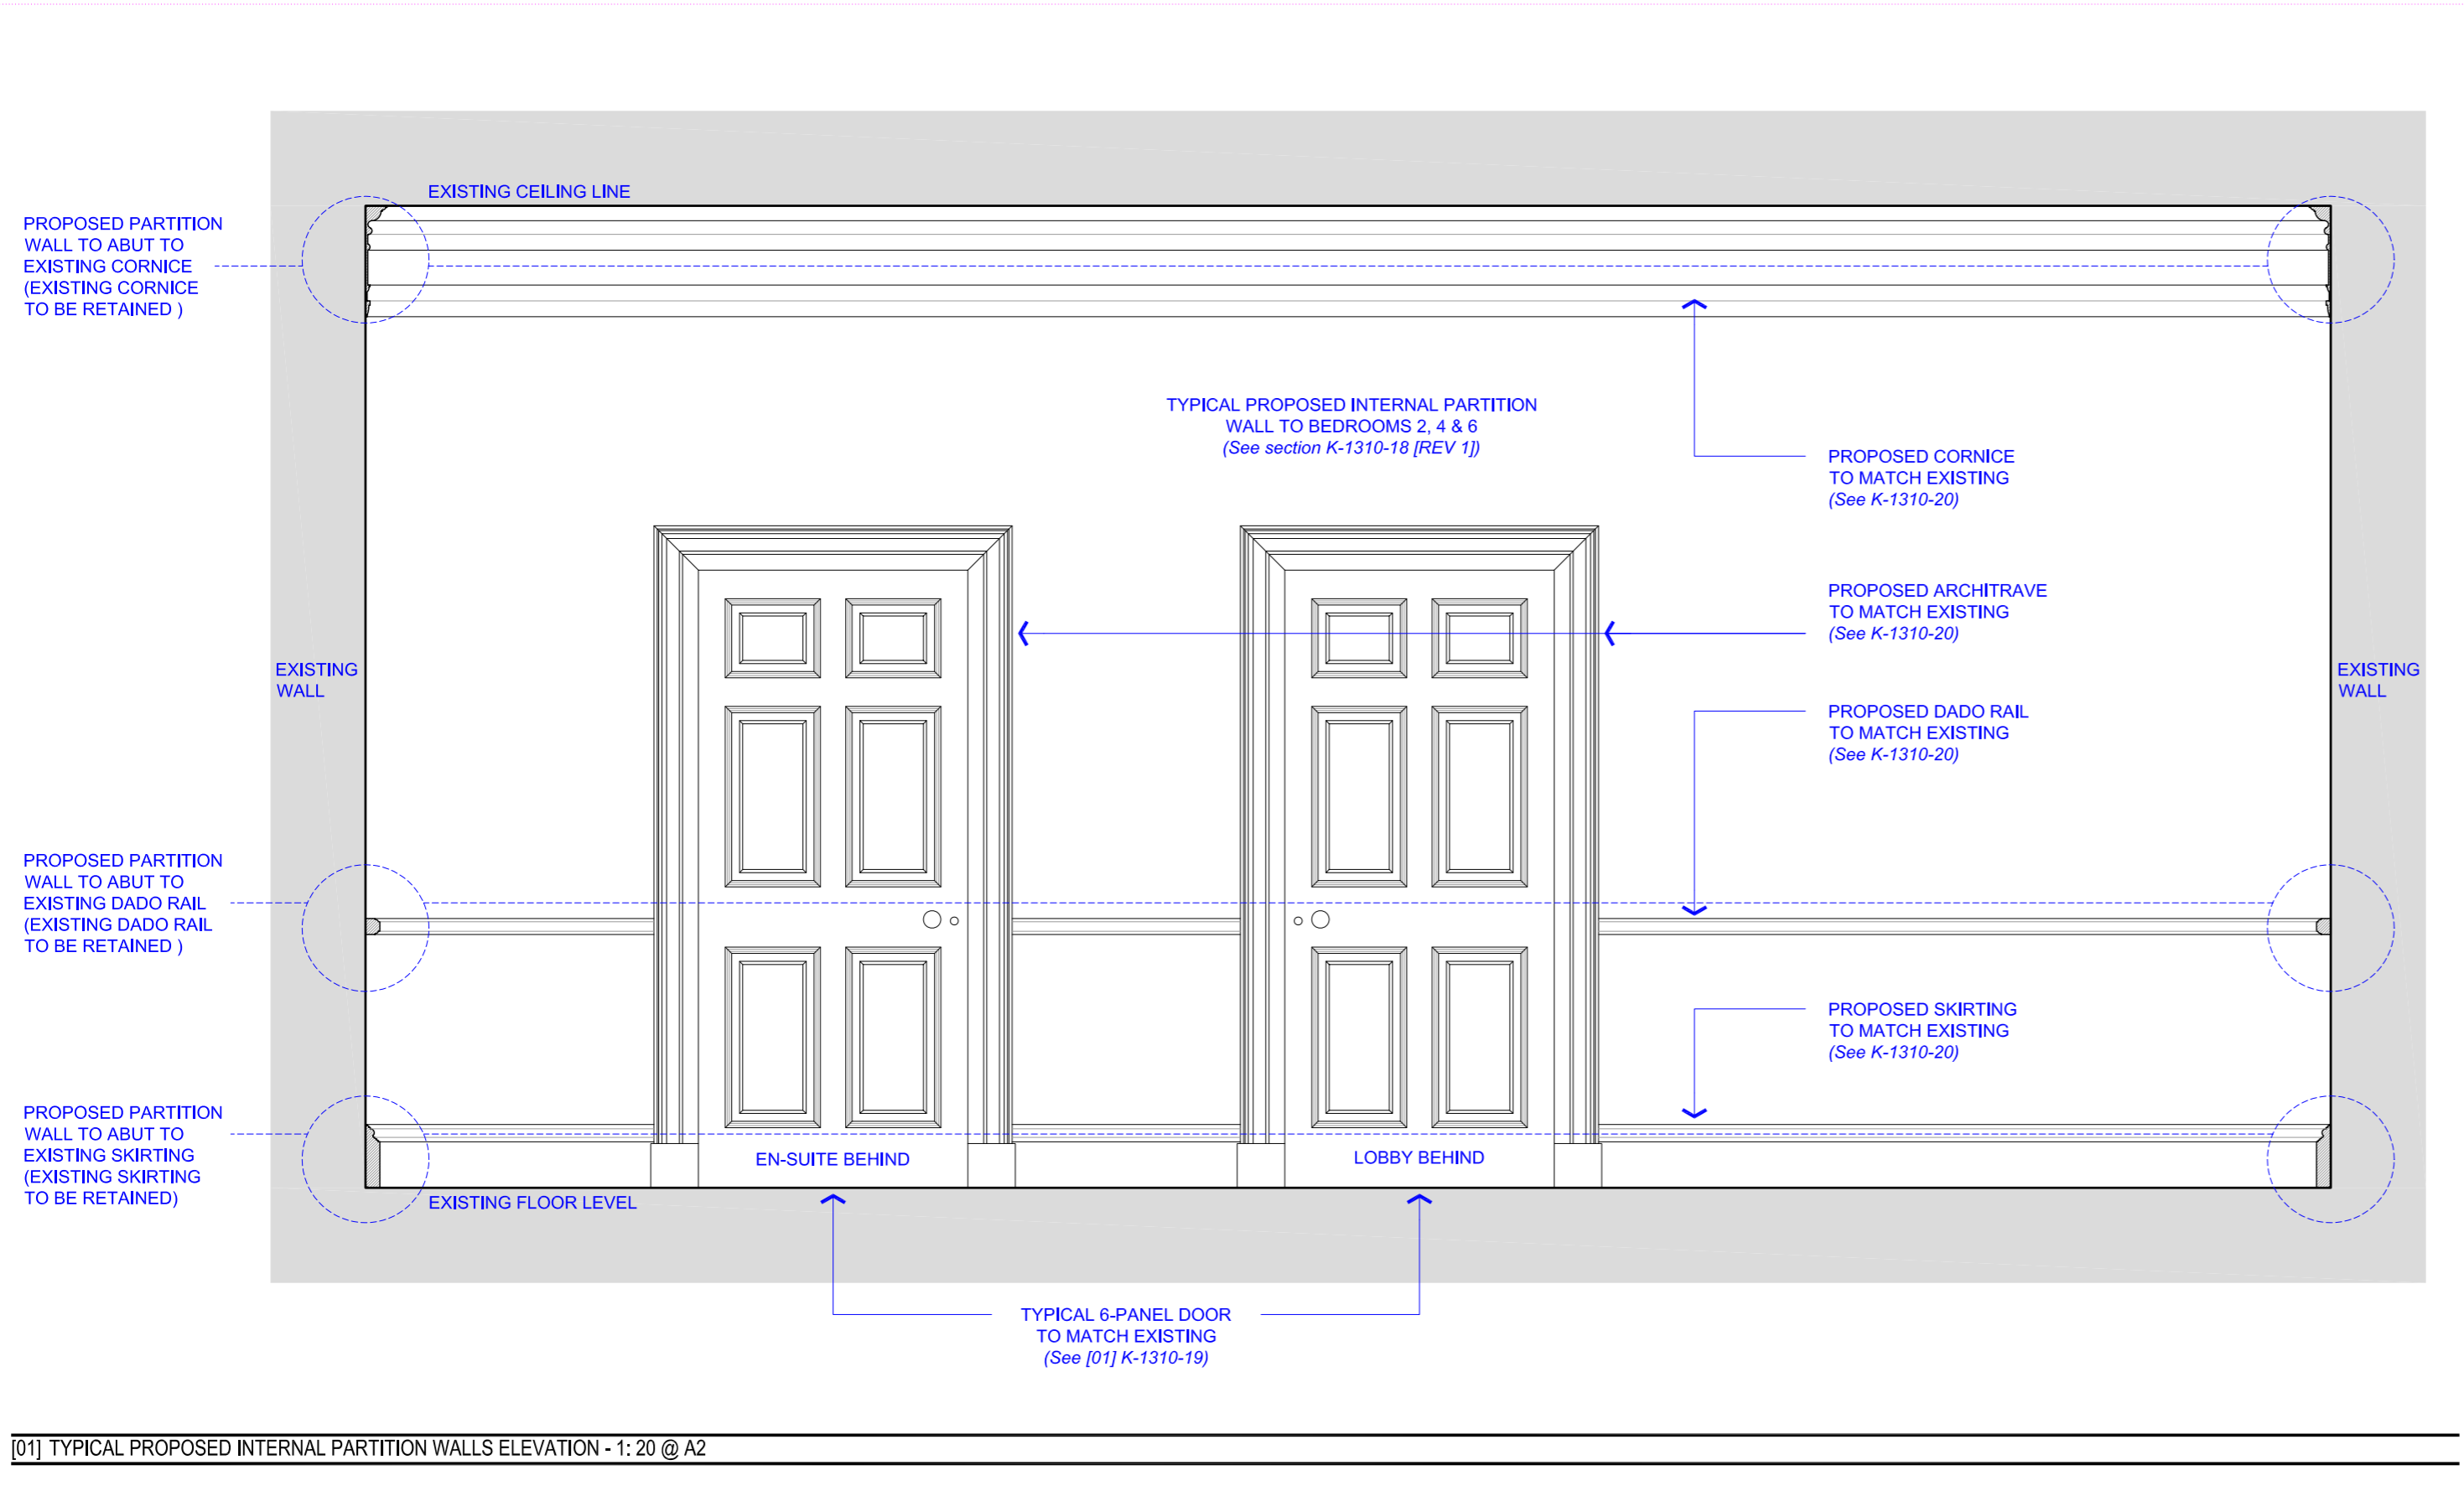 EXISTING CEILING LINE
PROPOSED PARTITION
WALL TO ABUT TO
EXISTING CORNICE
(EXISTING CORNICE
TO BE RETAINED )
TYPICAL PROPOSED INTERNAL PARTITION
WALL TO BEDROOMS 2, 4 & 6
(See section K-1310-18 [REV 1])
PROPOSED CORNICE
TO MATCH EXISTING
(See K-1310-20)
PROPOSED ARCHITRAVE
TO MATCH EXISTING
(See K-1310-20)
EXISTING
WALL
EXISTING
WALL
PROPOSED DADO RAIL
TO MATCH EXISTING
(See K-1310-20)
PROPOSED PARTITION
WALL TO ABUT TO
EXISTING DADO RAIL
(EXISTING DADO RAIL
TO BE RETAINED )
PROPOSED SKIRTING
TO MATCH EXISTING
(See K-1310-20)
PROPOSED PARTITION
WALL TO ABUT TO
EXISTING SKIRTING
(EXISTING SKIRTING
TO BE RETAINED)
EN-SUITE BEHIND
LOBBY BEHIND
EXISTING FLOOR LEVEL
TYPICAL 6-PANEL DOOR
TO MATCH EXISTING
(See [01] K-1310-19)
[01] TYPICAL PROPOSED INTERNAL PARTITION WALLS ELEVATION - 1: 20 @ A2